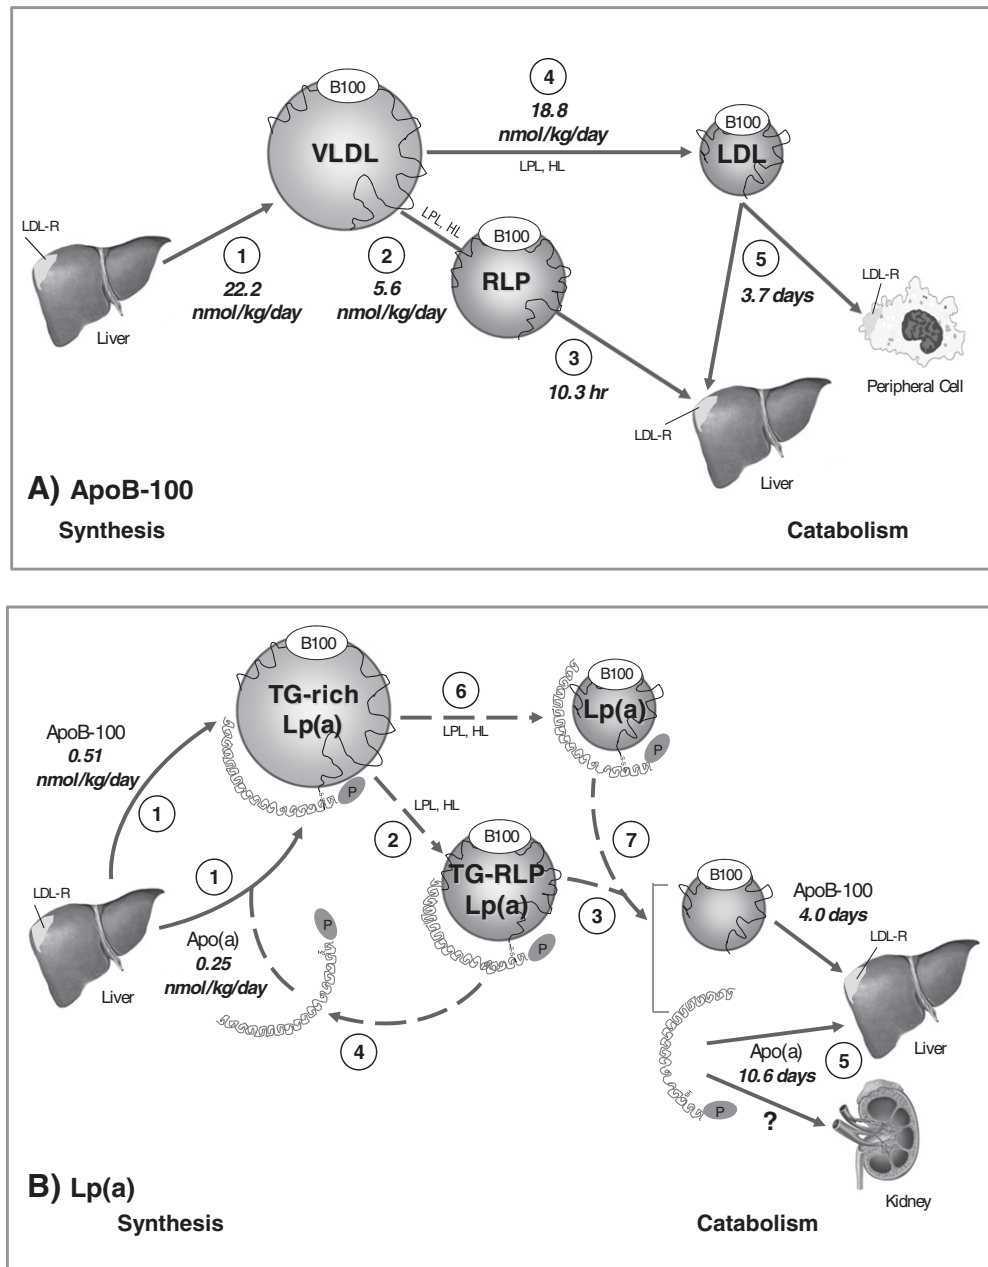 B100
VLDL
4
18.8
nmol/kg/day
LPL, HL
B100
LDL
LDL-R
Liver
1
22.2
nmol/kg/day
LPL, HL
2
5.6
nmol/kg/day
B100
RLP
3
10.3 hr
5
3.7 days
LDL-R
Peripheral Cell
LDL-R
Liver
A) ApoB-100
Synthesis
Catabolism
B100
TG-rich
Lp(a)
P
6
LPL, HL
B100
Lp(a)
P
ApoB-100
0.51
nmol/kg/day
1
LPL, HL
2
B100
TG-RLP
Lp(a)
P
7
3
LDL-R
Liver
1
Apo(a)
0.25
nmol/kg/day
P
4
B100
ApoB-100
4.0 days
LDL-R
Liver
Apo(a)
10.6 days
5
P
?
Kidney
B) Lp(a)
Synthesis
Catabolism